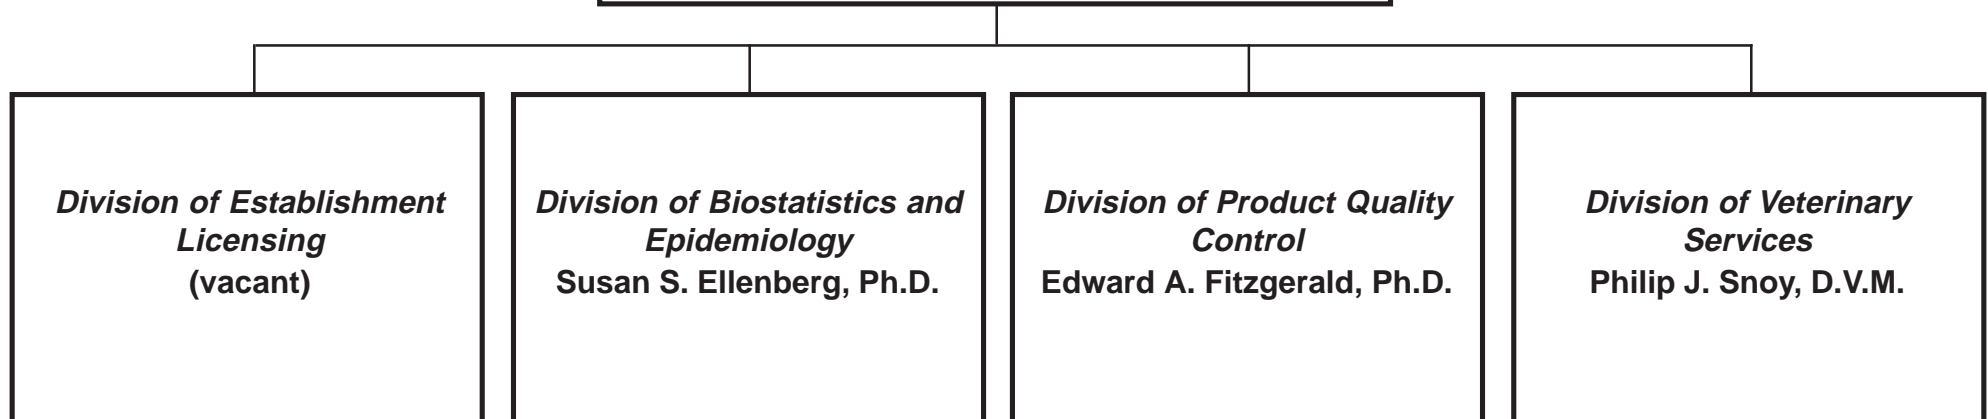 Division of Establishment
Licensing
(vacant)
Division of Biostatistics and
Epidemiology
Susan S. Ellenberg, Ph.D.
Division of Product Quality
Control
Edward A. Fitzgerald, Ph.D.
Division of Veterinary
Services
Philip J. Snoy, D.V.M.